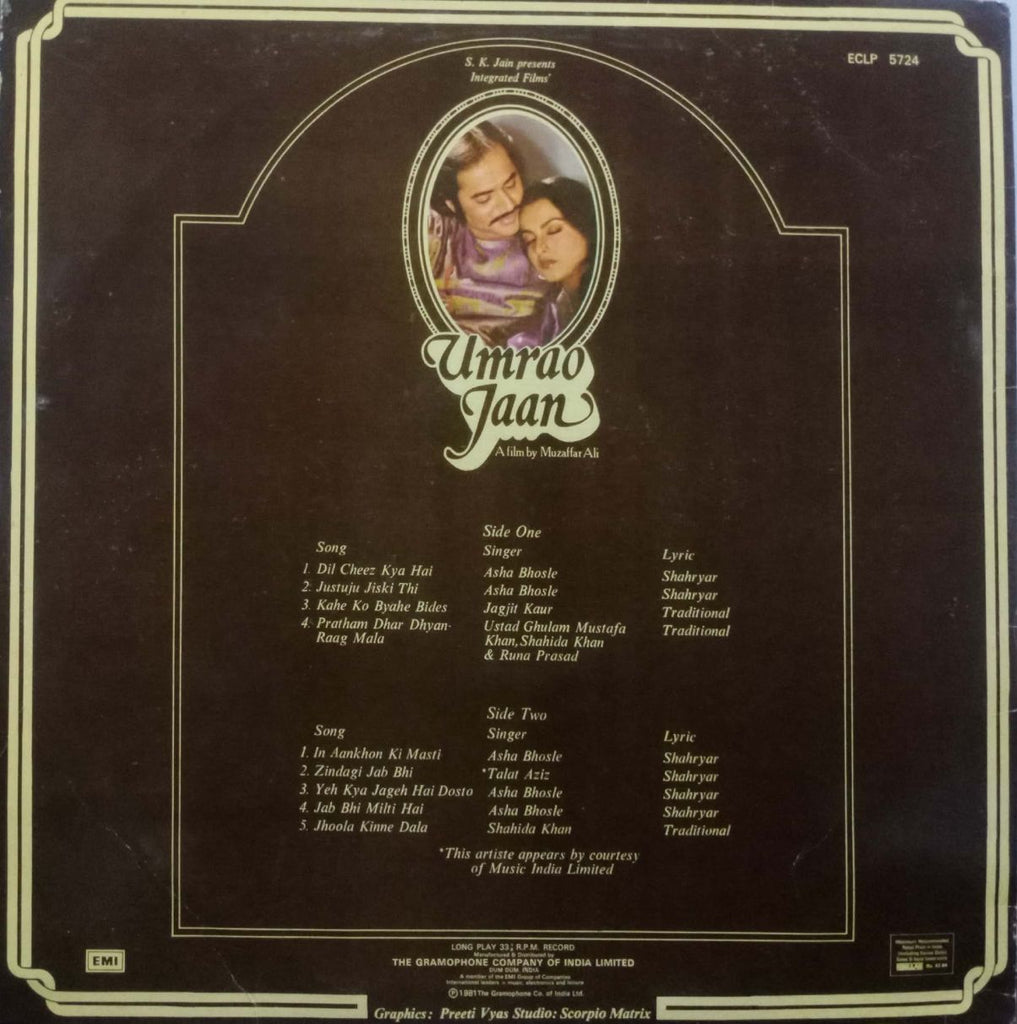 ECLP 5724
S. K. Jain presents
Integrated Films'
Umrao
Jaan
A film by Muzaffar Ali
Side One
Song Singer Lyric
1. Dil Cheez Kya Hai Asha Bhosle Shahryar
2. Justuju Jiski Thi Asha Bhosle Shahryar
3. Kahe Ko Byahe Bides Jagjit Kaur Traditional
4. Pratham Dhar Dhyan- Ustad Ghulam Mustafa Traditional
Raag Mala Khan, Shahida Khan
& Runa Prasad
Side Two
Song Singer Lyric
1. In Aankhon Ki Masti Asha Bhosle Shahryar
2. Zindagi Jab Bhi *Talat Aziz Shahryar
3. Yeh Kya Jageh Hai Dosto Asha Bhosle Shahryar
4. Jab Bhi Milti Hai Asha Bhosle Shahryar
5. Jhoola Kinne Dala Shahida Khan Traditional
*This artiste appears by courtesy
of Music India Limited
LONG PLAY 33⅓ R.P.M. RECORD
Manufactured & Distributed by
THE GRAMOPHONE COMPANY OF INDIA LIMITED
DUM DUM, INDIA
A member of the EMI Group of Companies
International leaders in music, electronics and leisure
℗ 1981 The Gramophone Co. of India Ltd.
EMI
Graphics: Preeti Vyas Studio: Scorpio Matrix